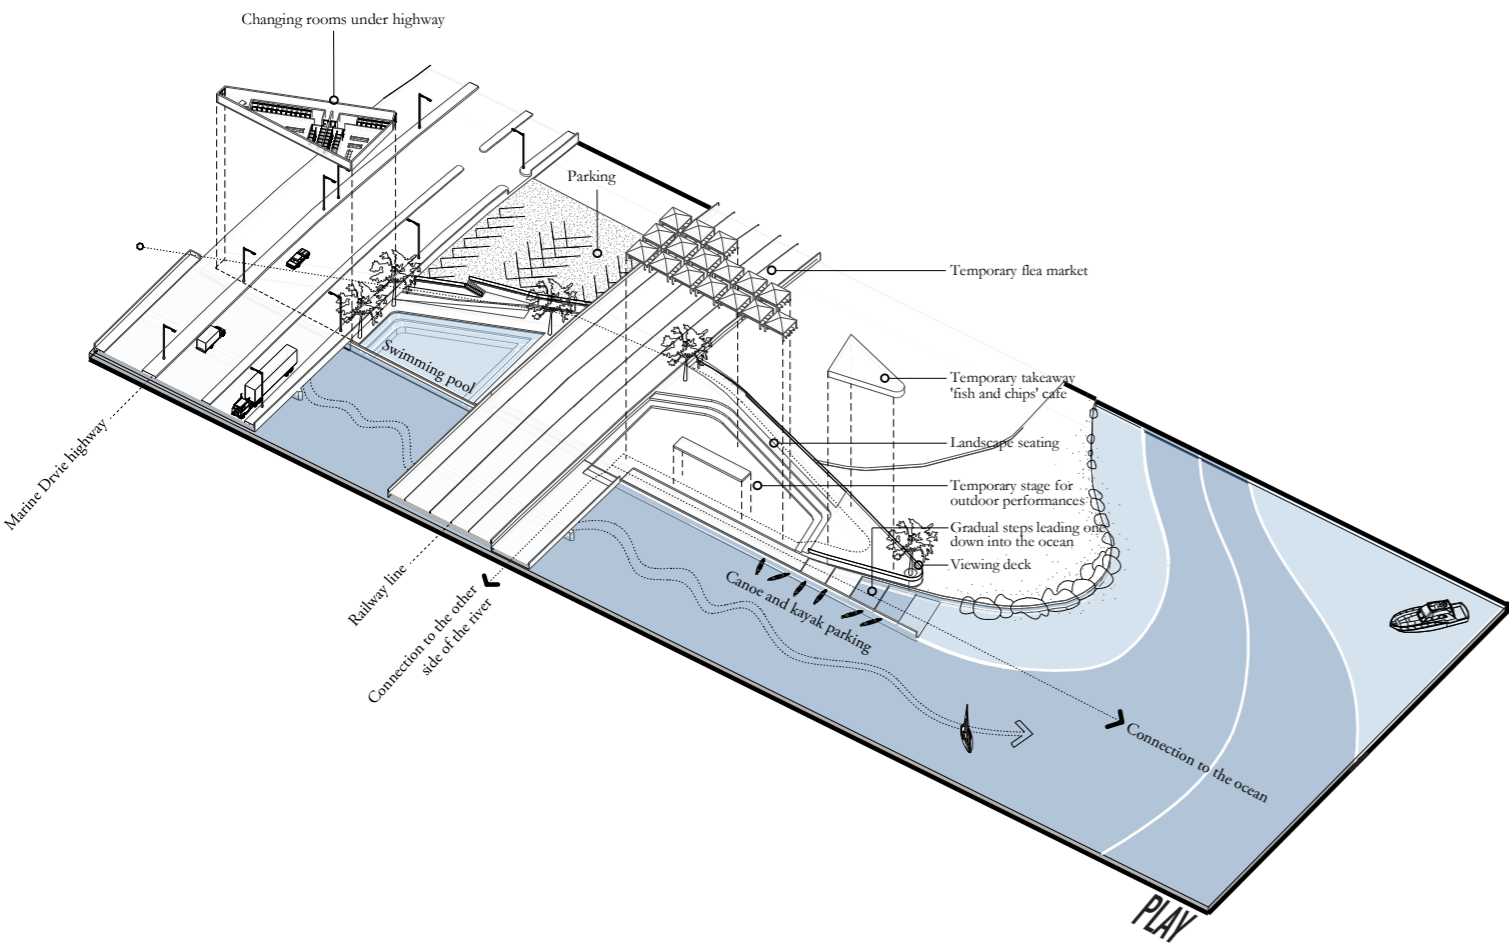 Changing rooms under highway
Parking
Temporary flea market
Swimming pool
Temporary takeaway
'fish and chips' cafe
Landscape seating
Temporary stage for
outdoor performances
Gradual steps leading one
down into the ocean
Viewing deck
Marine Drvie highway
Railway line
Connection to the other
side of the river
Canoe and kayak parking
Connection to the ocean
PLAY